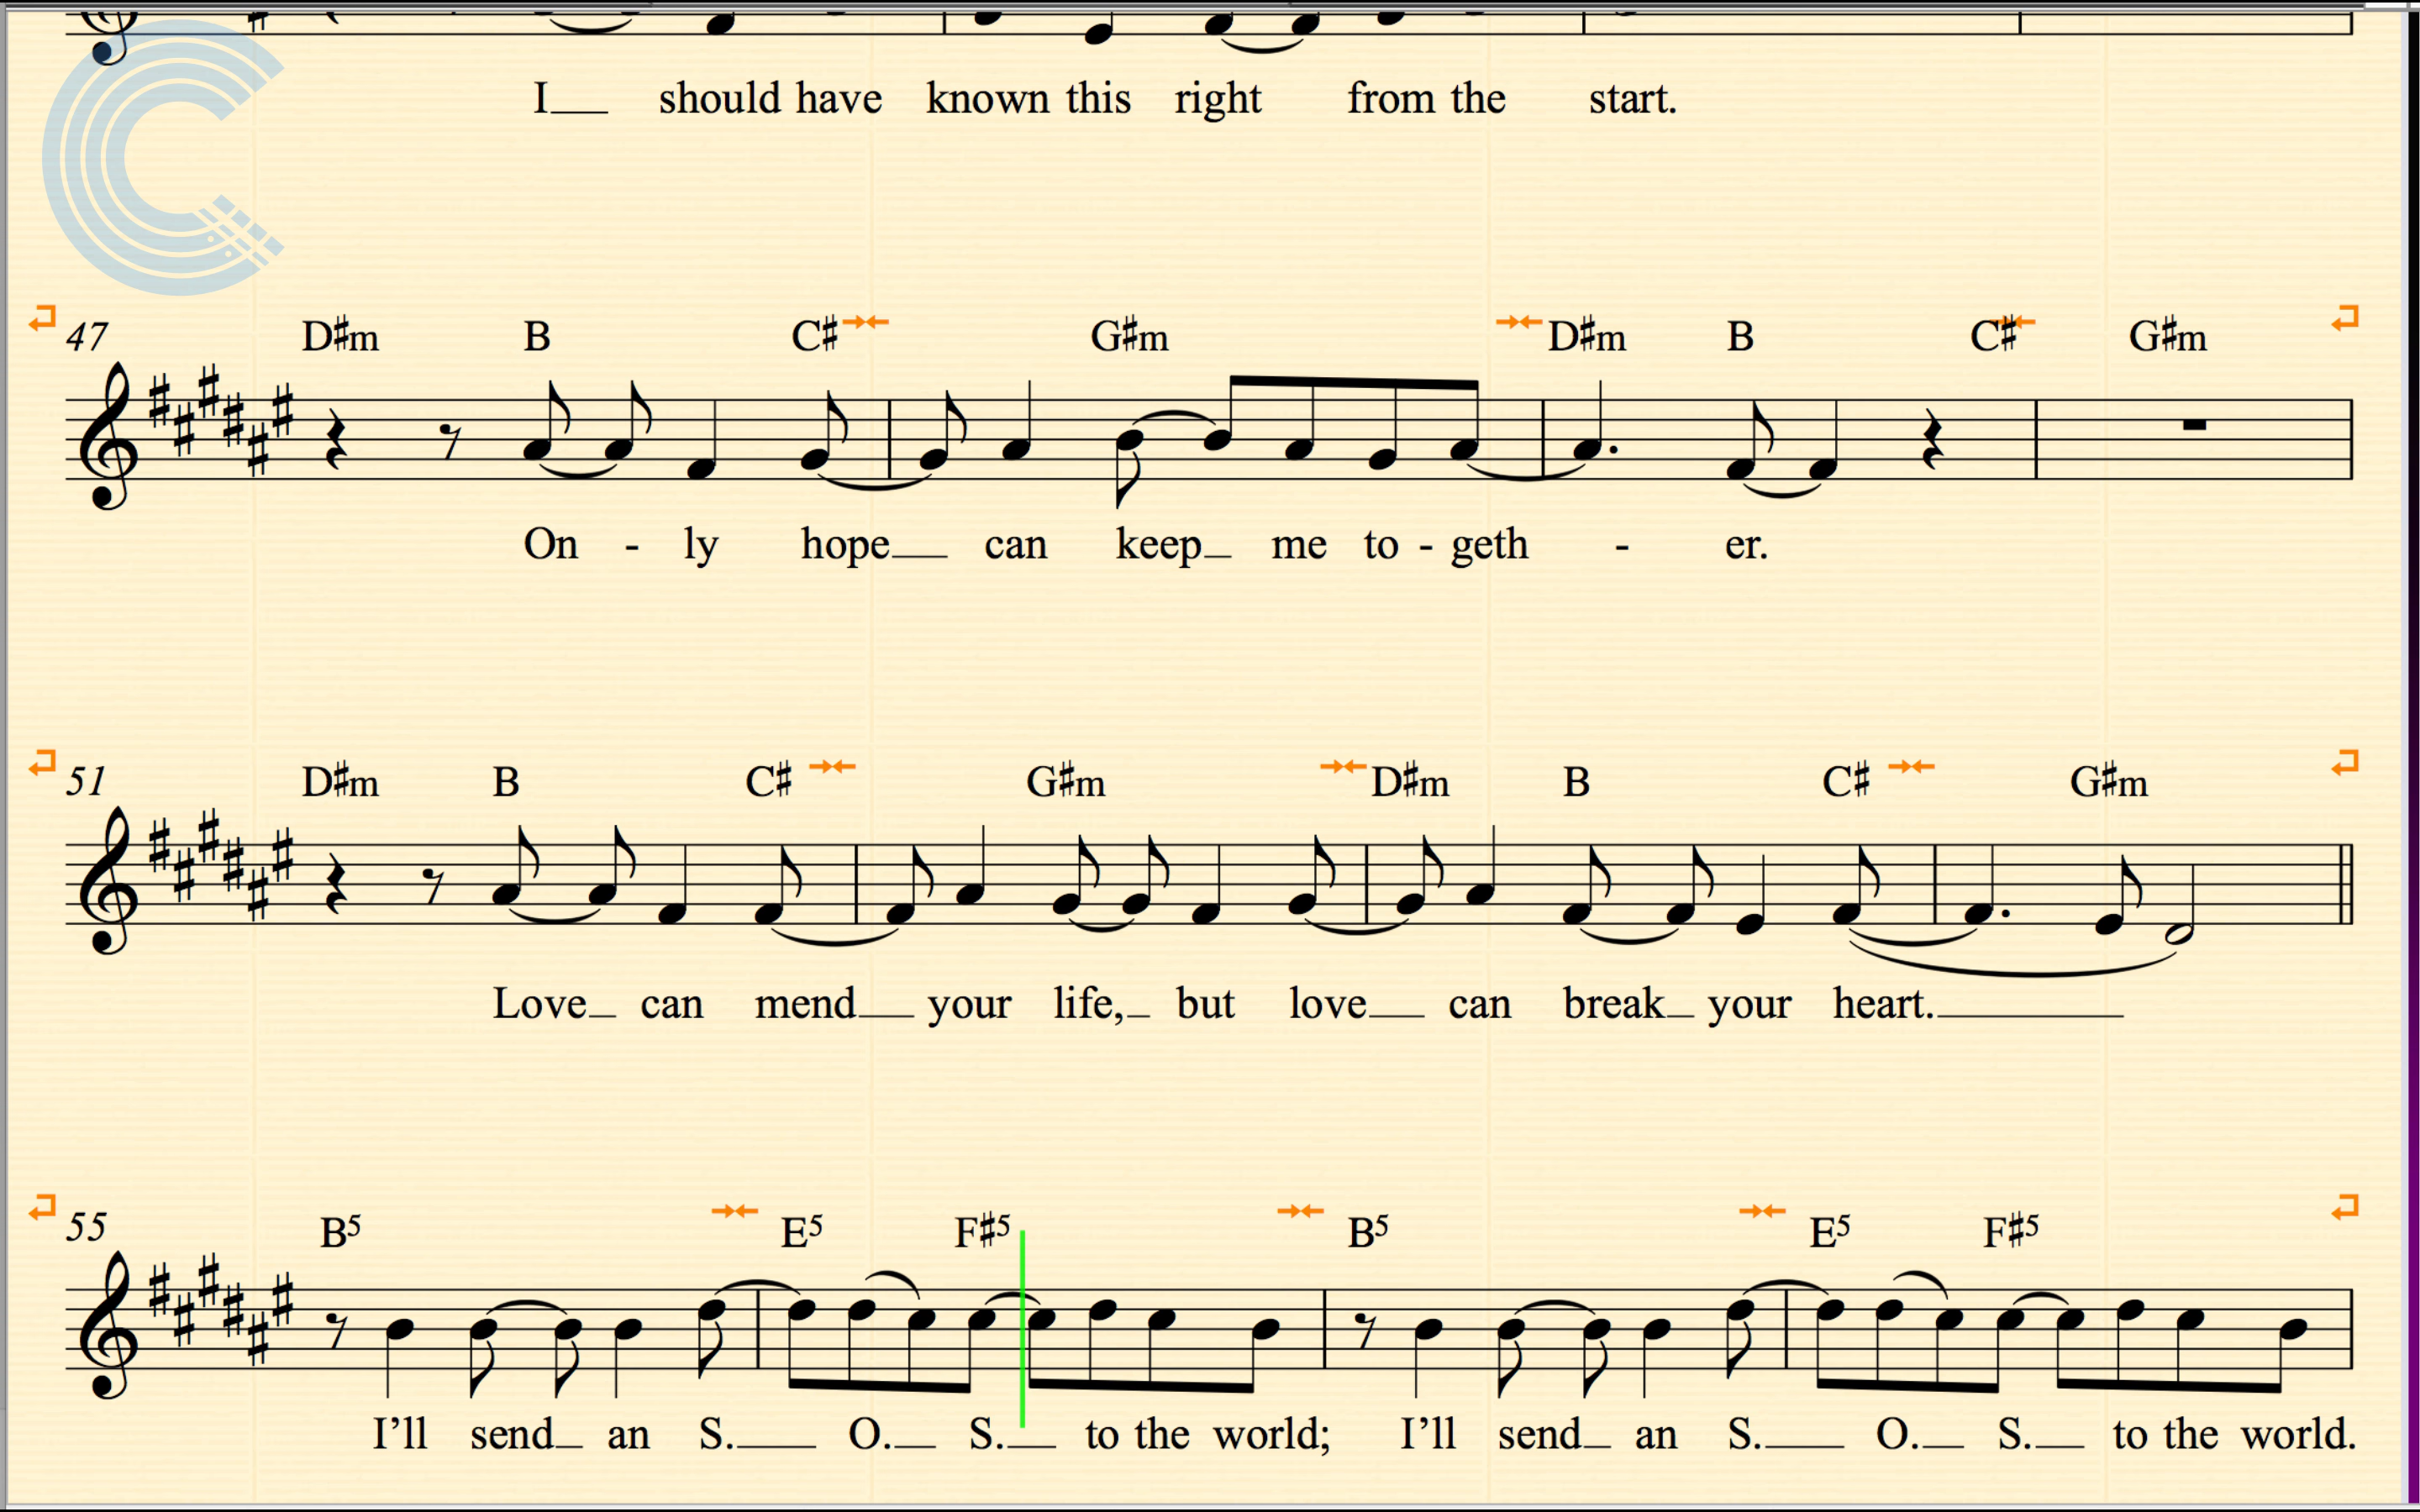 I__ should have known this right from the start.
47 D♯m B C♯ G♯m D♯m B C♯ G♯m
On - ly hope__ can keep_ me to - geth - er.
51 D♯m B C♯ G♯m D♯m B C♯ G♯m
Love_ can mend__ your life,_ but love__ can break_ your heart.______
55 B5 E5 F♯5 B5 E5 F♯5
I’ll send_ an S.___ O.__ S.__ to the world; I’ll send_ an S.___ O.__ S.__ to the world.